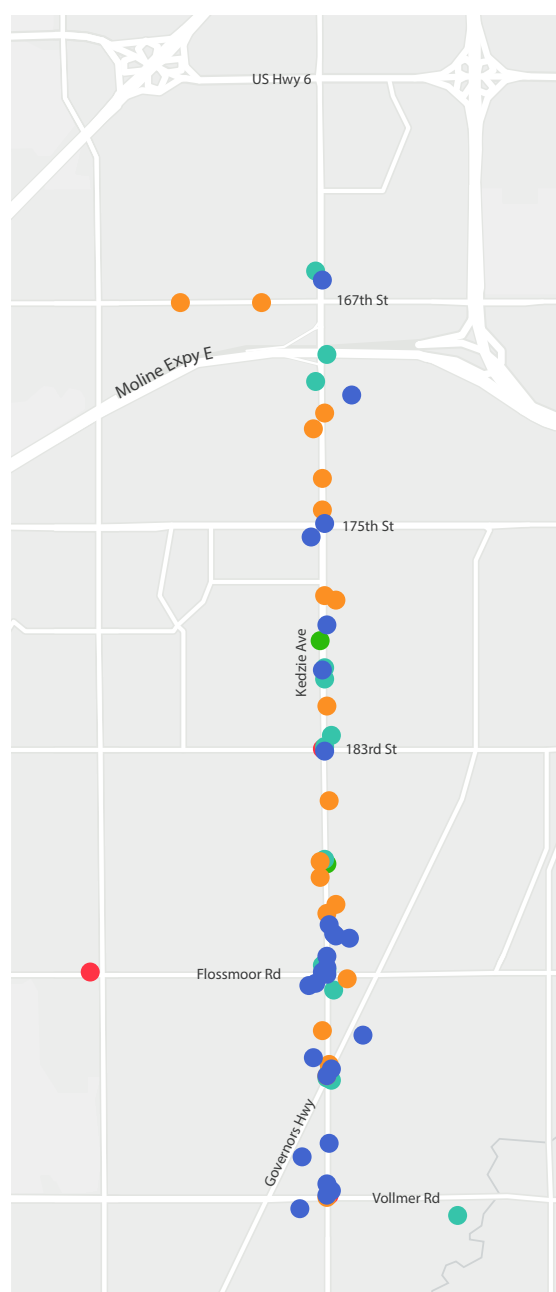 US Hwy 6
167th St
Moline Expy E
175th St
Kedzie Ave
183rd St
Flossmoor Rd
Governors Hwy
Vollmer Rd